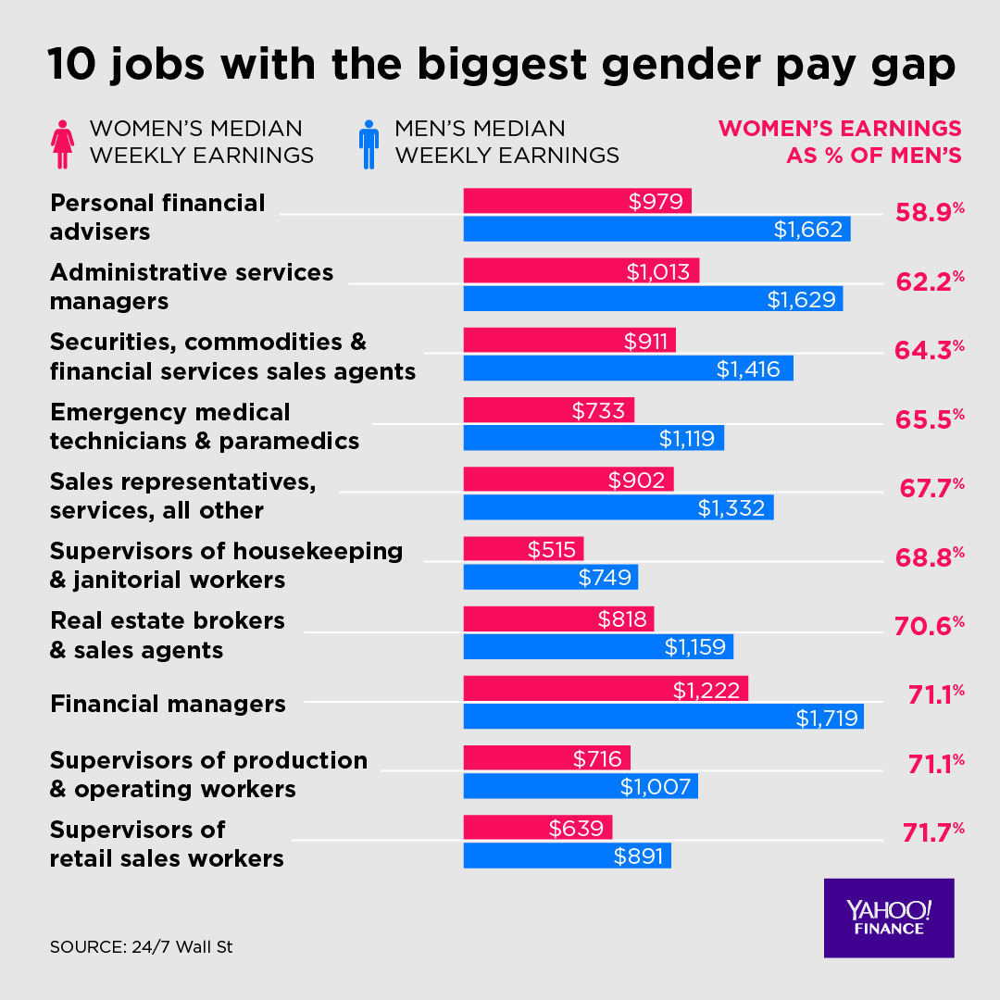 10 jobs with the biggest gender pay gap
WOMEN'S MEDIAN
WEEKLY EARNINGS
MEN'S MEDIAN
WEEKLY EARNINGS
WOMEN'S EARNINGS
AS % OF MEN'S
Personal financial
advisers
$979
$1,662
58.9%
Administrative services
managers
$1,013
$1,629
62.2%
Securities, commodities &
financial services sales agents
$911
$1,416
64.3%
Emergency medical
technicians & paramedics
$733
$1,119
65.5%
Sales representatives,
services, all other
$902
$1,332
67.7%
Supervisors of housekeeping
& janitorial workers
$515
$749
68.8%
Real estate brokers
& sales agents
$818
$1,159
70.6%
Financial managers
$1,222
$1,719
71.1%
Supervisors of production
& operating workers
$716
$1,007
71.1%
Supervisors of
retail sales workers
$639
$891
71.7%
YAHOO!
FINANCE
SOURCE: 24/7 Wall St